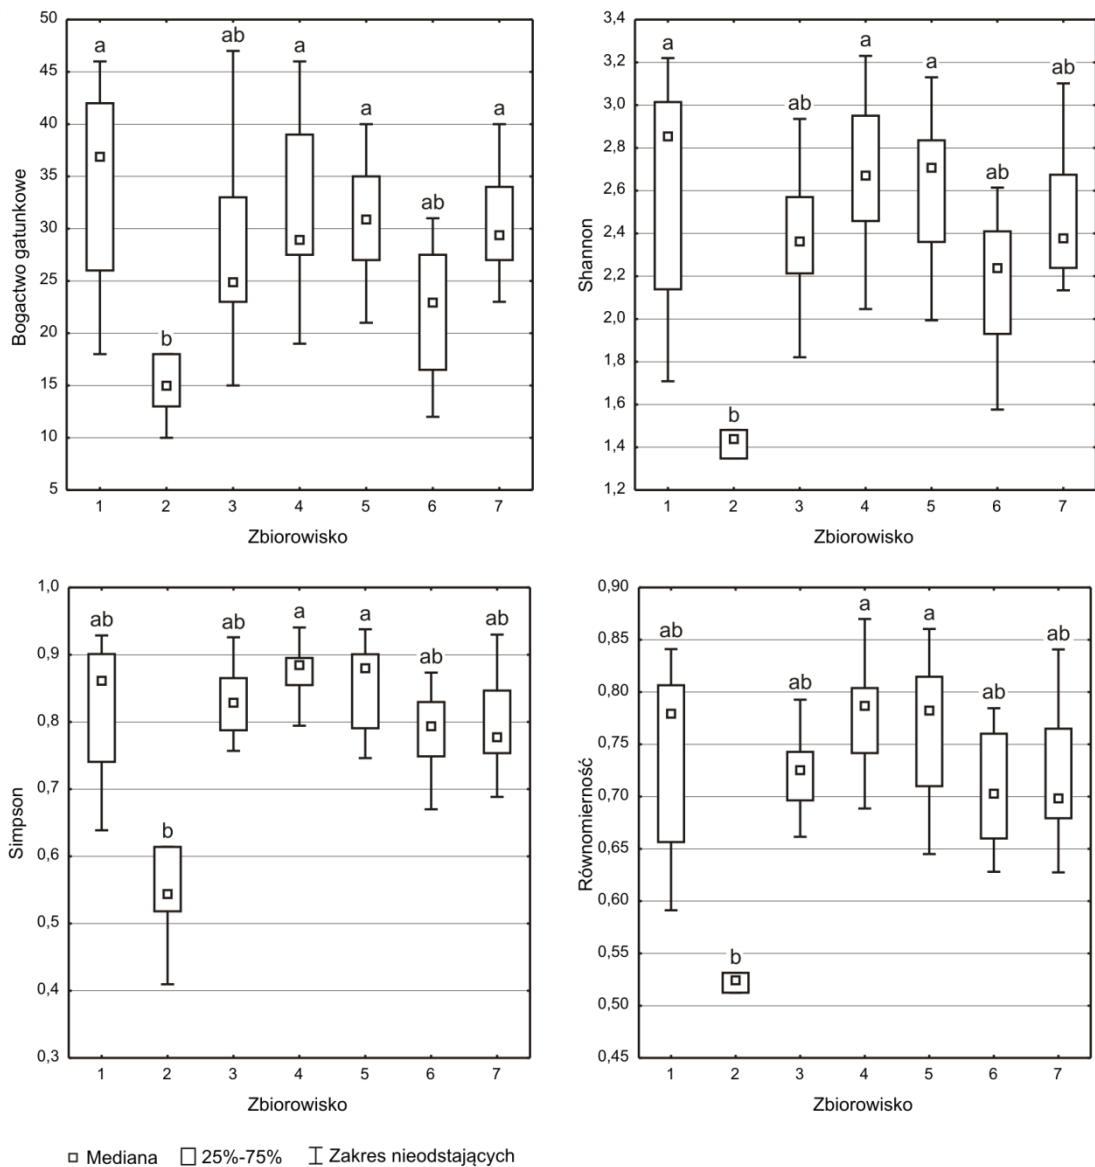 Bogactwo gatunkowe
50
45
40
35
30
25
20
15
10
5
a
b
ab
a
a
ab
a
1 2 3 4 5 6 7
Zbiorowisko
Shannon
3,4
3,2
3,0
2,8
2,6
2,4
2,2
2,0
1,8
1,6
1,4
1,2
a
b
ab
a
a
ab
ab
1 2 3 4 5 6 7
Zbiorowisko
Simpson
1,0
0,9
0,8
0,7
0,6
0,5
0,4
0,3
ab
b
ab
a
a
ab
ab
1 2 3 4 5 6 7
Zbiorowisko
Równomierność
0,90
0,85
0,80
0,75
0,70
0,65
0,60
0,55
0,50
0,45
ab
b
ab
a
a
ab
ab
1 2 3 4 5 6 7
Zbiorowisko
Mediana 25%-75% Zakres nieodstających